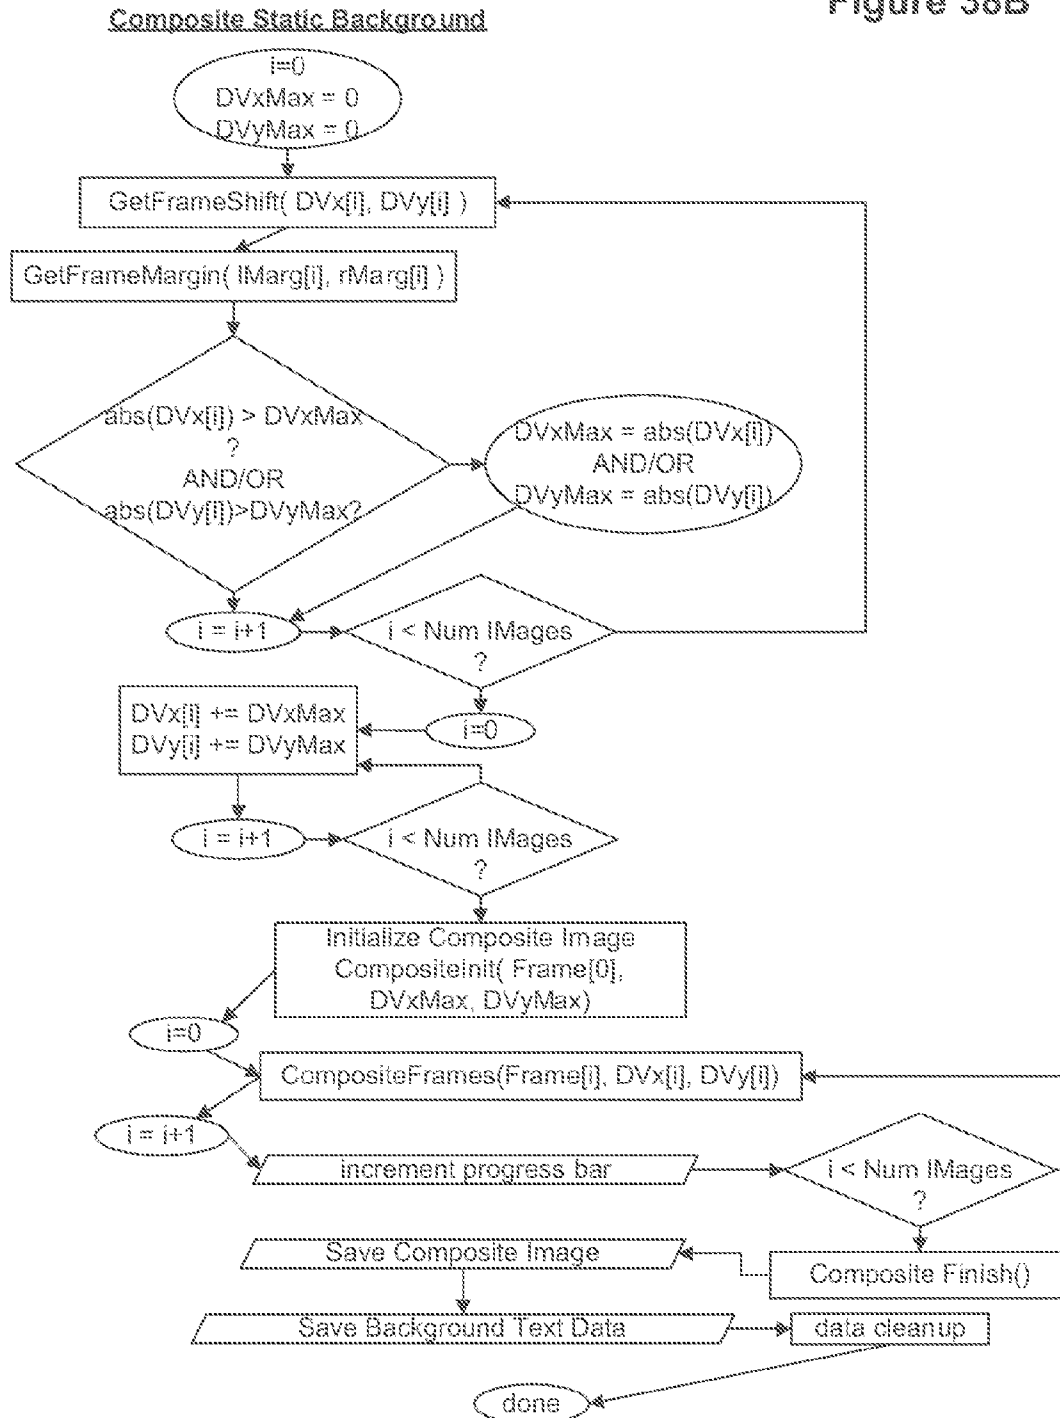 Figure 38B
Composite Static Background
i=0
DVxMax = 0
DVyMax = 0
GetFrameShift( DVx[i], DVy[i] )
GetFrameMargin( lMarg[i], rMarg[i] )
abs(DVx[i]) > DVxMax
?
AND/OR
abs(DVy[i])>DVyMax?
DVxMax = abs(DVx[i])
AND/OR
DVyMax = abs(DVy[i])
i = i+1
i < Num IMages
?
i=0
DVx[i] += DVxMax
DVy[i] += DVyMax
i = i+1
i < Num IMages
?
Initialize Composite Image
CompositeInit( Frame[0],
DVxMax, DVyMax)
i=0
CompositeFrames(Frame[i], DVx[i], DVy[i])
i = i+1
increment progress bar
i < Num IMages
?
Composite Finish()
Save Composite Image
Save Background Text Data
data cleanup
done